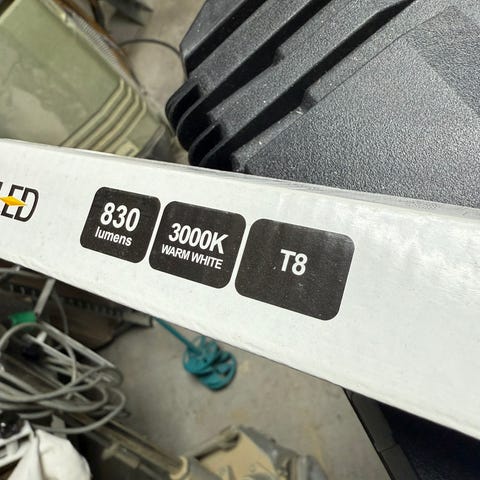 LED
830
lumens
3000K
WARM WHITE
T8